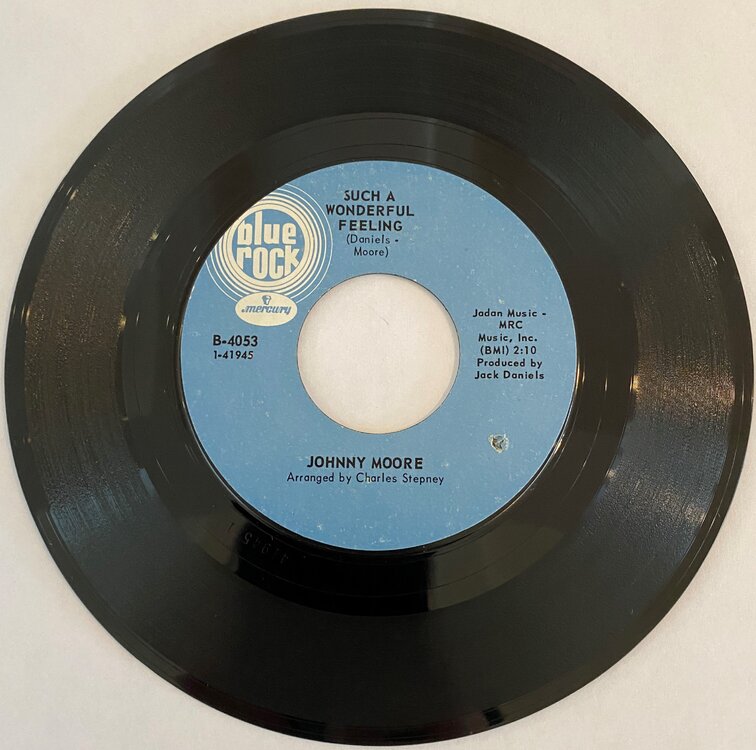 SUCH A
WONDERFUL
FEELING
(Daniels -
Moore)
blue
rock
mercury
B-4053
1-41945
Jadan Music -
MRC
Music, Inc.
(BMI) 2:10
Produced by
Jack Daniels
JOHNNY MOORE
Arranged by Charles Stepney